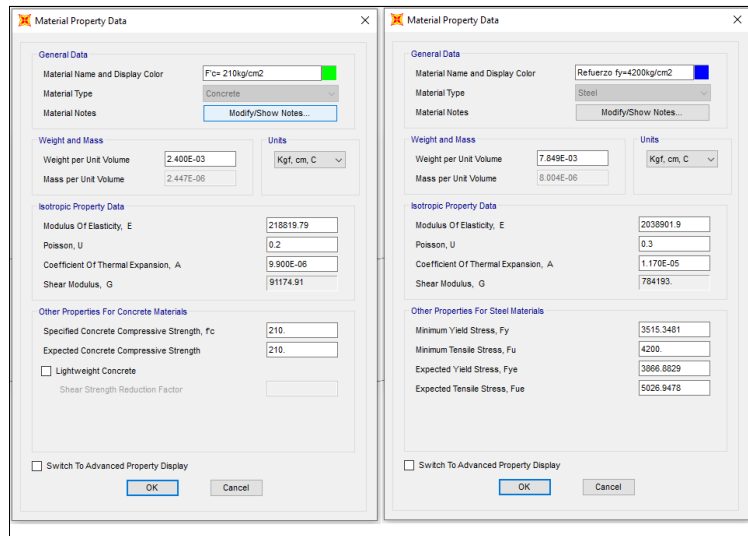 Material Property Data
General Data
Material Name and Display Color F'c= 210kg/cm2
Material Type Concrete
Material Notes Modify/Show Notes...
Weight and Mass
Weight per Unit Volume 2.400E-03
Mass per Unit Volume 2.447E-06
Units
Kgf, cm, C
Isotropic Property Data
Modulus Of Elasticity, E 218819.79
Poisson, U 0.2
Coefficient Of Thermal Expansion, A 9.900E-06
Shear Modulus, G 91174.91
Other Properties For Concrete Materials
Specified Concrete Compressive Strength, f'c 210.
Expected Concrete Compressive Strength 210.
Lightweight Concrete
Shear Strength Reduction Factor
Switch To Advanced Property Display
OK Cancel
Material Property Data
General Data
Material Name and Display Color Refuerzo fy=4200kg/cm2
Material Type Steel
Material Notes Modify/Show Notes...
Weight and Mass
Weight per Unit Volume 7.849E-03
Mass per Unit Volume 8.004E-06
Units
Kgf, cm, C
Isotropic Property Data
Modulus Of Elasticity, E 2038901.9
Poisson, U 0.3
Coefficient Of Thermal Expansion, A 1.170E-05
Shear Modulus, G 784193.
Other Properties For Steel Materials
Minimum Yield Stress, Fy 3515.3481
Minimum Tensile Stress, Fu 4200.
Expected Yield Stress, Fye 3866.8829
Expected Tensile Stress, Fue 5026.9478
Switch To Advanced Property Display
OK Cancel